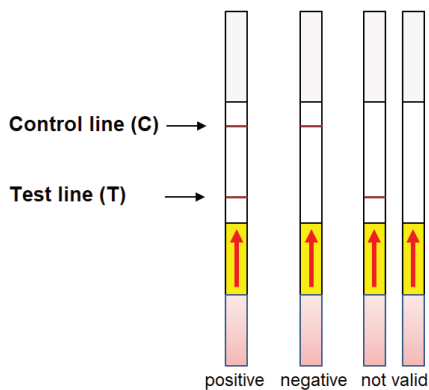 Control line (C)
Test line (T)
positive negative not valid